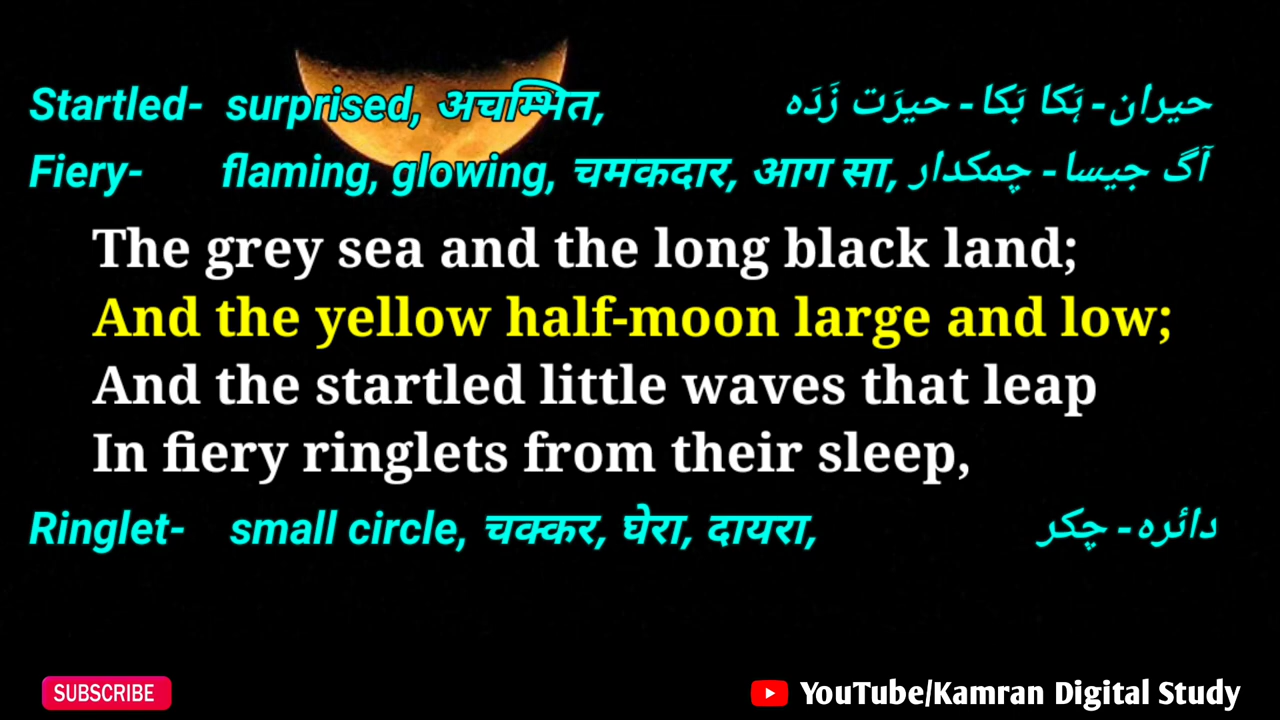 Startled- surprised, अचम्भित, حیران - ہَکا بَکا - حیرَت زَدَہ
Fiery- flaming, glowing, चमकदार, आग सा, آگ جیسا - چمکدار
The grey sea and the long black land;
And the yellow half-moon large and low;
And the startled little waves that leap
In fiery ringlets from their sleep,
Ringlet- small circle, चक्कर, घेरा, दायरा, دائرہ - چکر
SUBSCRIBE
YouTube/Kamran Digital Study